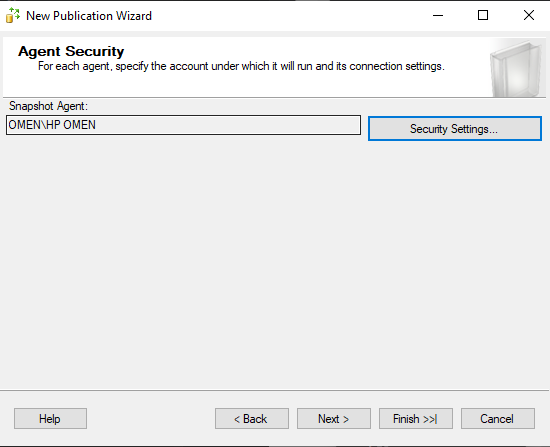 New Publication Wizard
Agent Security
For each agent, specify the account under which it will run and its connection settings.
Snapshot Agent:
OMEN\HP OMEN
Security Settings...
Help
< Back
Next >
Finish >>|
Cancel